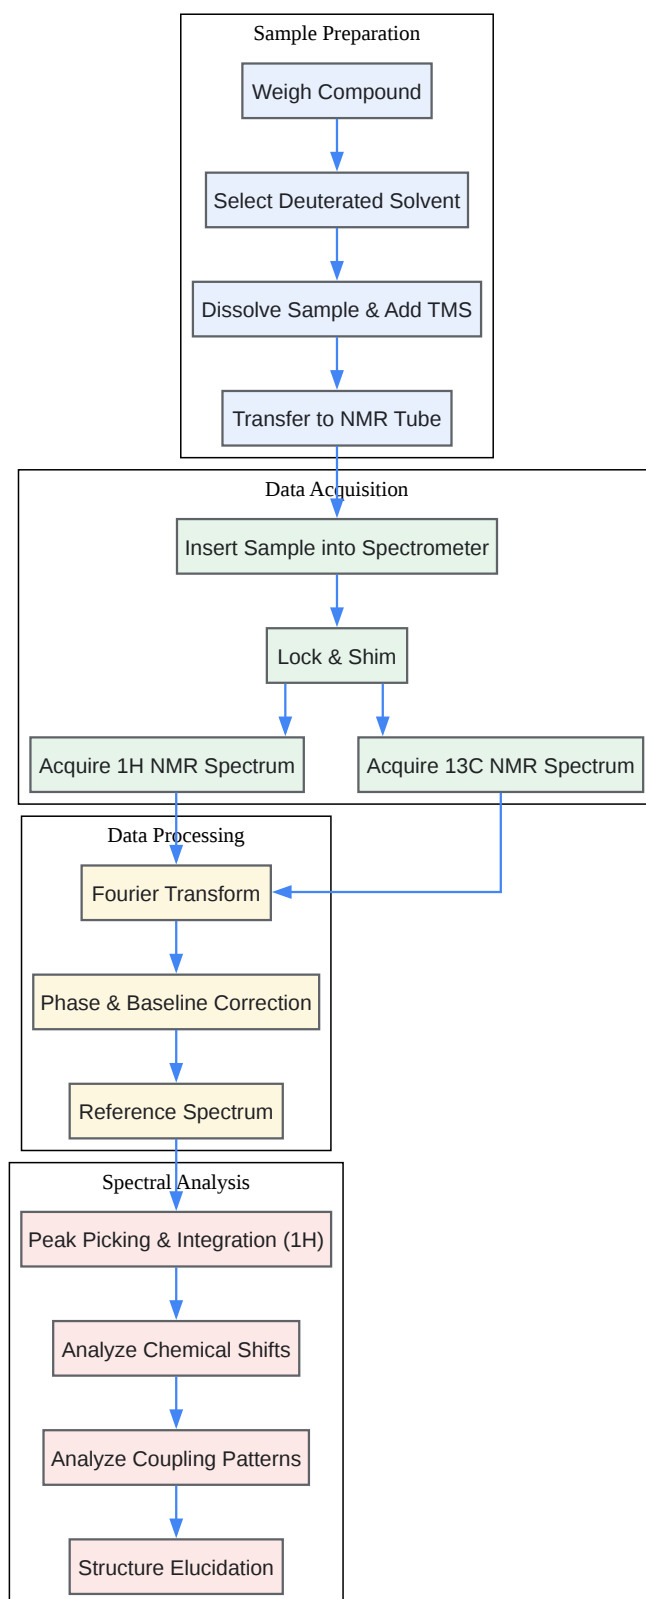 Sample Preparation
Weigh Compound
Select Deuterated Solvent
Dissolve Sample & Add TMS
Transfer to NMR Tube
Data Acquisition
Insert Sample into Spectrometer
Lock & Shim
Acquire 1H NMR Spectrum
Acquire 13C NMR Spectrum
Data Processing
Fourier Transform
Phase & Baseline Correction
Reference Spectrum
Spectral Analysis
Peak Picking & Integration (1H)
Analyze Chemical Shifts
Analyze Coupling Patterns
Structure Elucidation